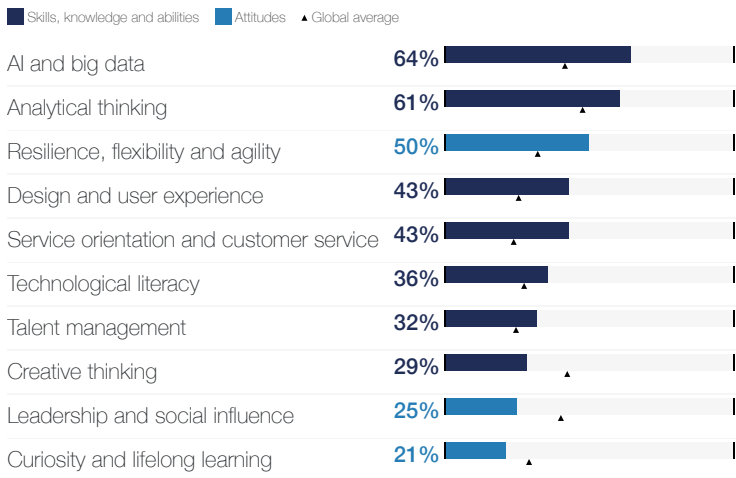 Skills, knowledge and abilities Attitudes Global average
AI and big data 64%
Analytical thinking 61%
Resilience, flexibility and agility 50%
Design and user experience 43%
Service orientation and customer service 43%
Technological literacy 36%
Talent management 32%
Creative thinking 29%
Leadership and social influence 25%
Curiosity and lifelong learning 21%